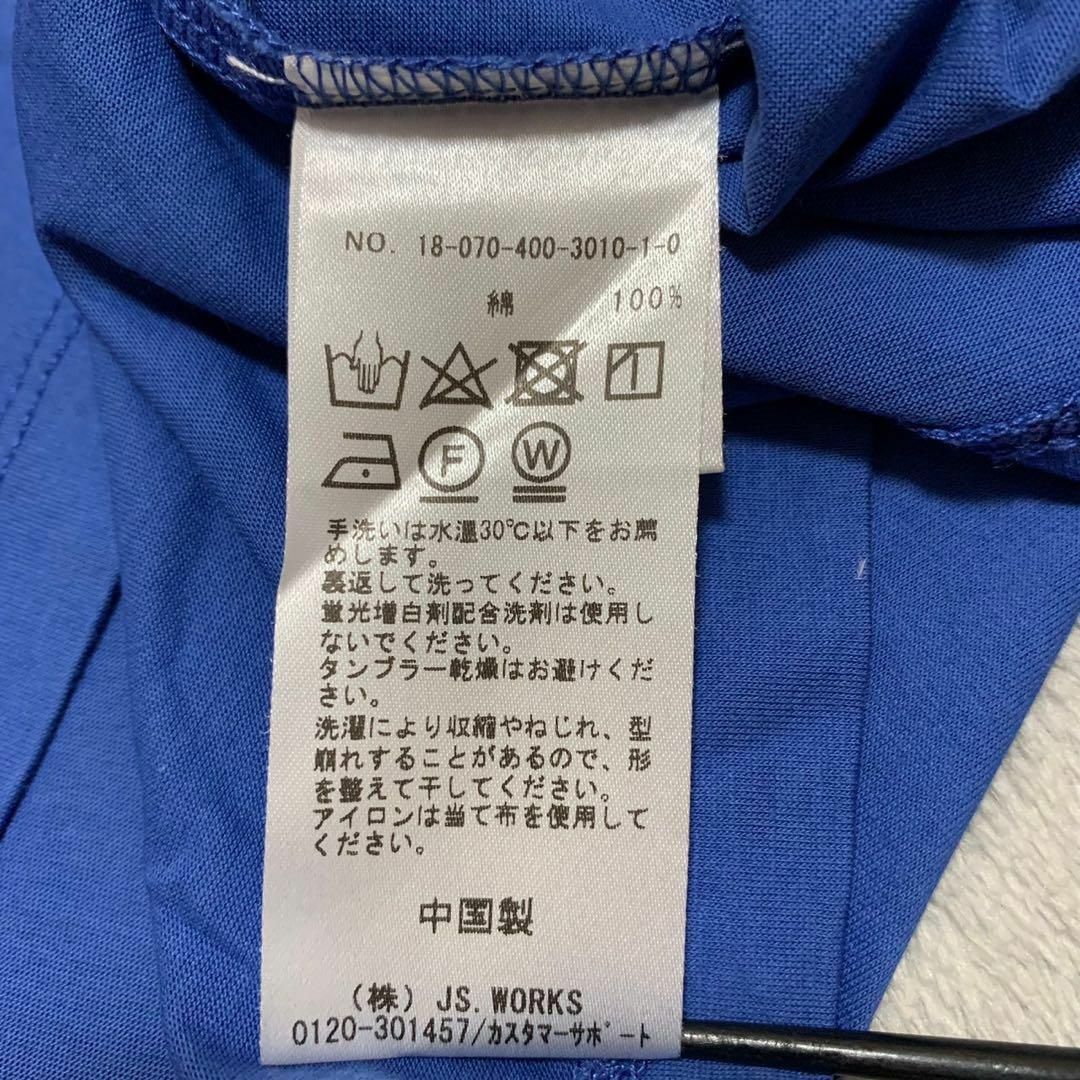 NO. 18-070-400-3010-1-0
綿 100%
F W
手洗いは水温30℃以下をお薦
めします。
裏返して洗ってください。
蛍光増白剤配合洗剤は使用し
ないでください。
タンブラー乾燥はお避けくだ
さい。
洗濯により収縮やねじれ、型
崩れすることがあるので、形
を整えて干してください。
アイロンは当て布を使用して
ください。
中国製
(株) JS.WORKS
0120-301457/カスタマーサポート